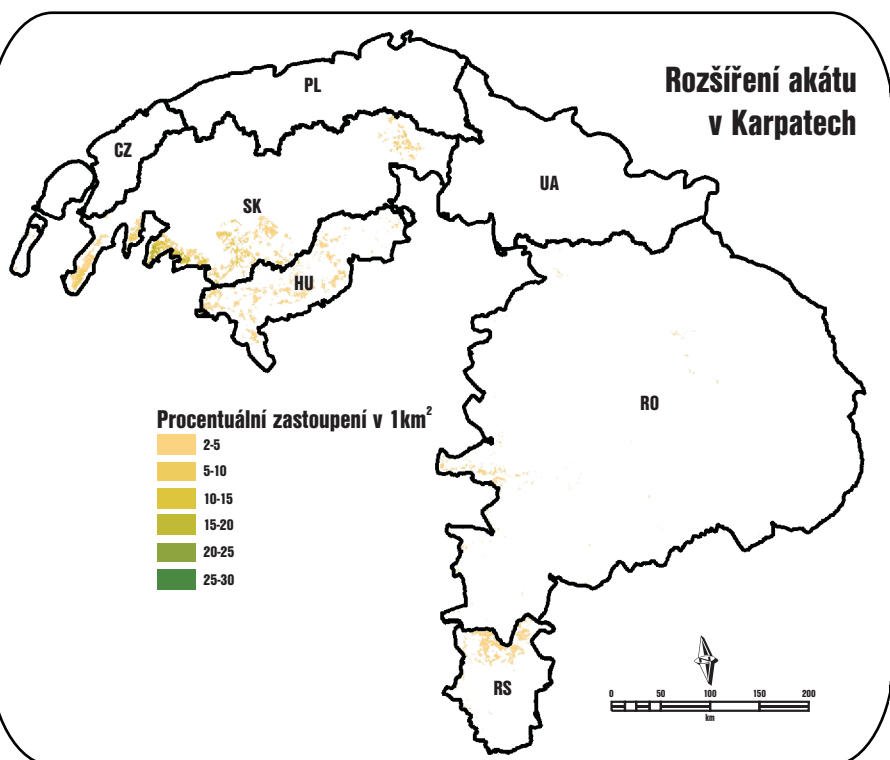 Rozšíření akátu
v Karpatech
PL
CZ
UA
SK
HU
RO
RS
Procentuální zastoupení v 1km²
2-5
5-10
10-15
15-20
20-25
25-30
0 50 100 150 200
km